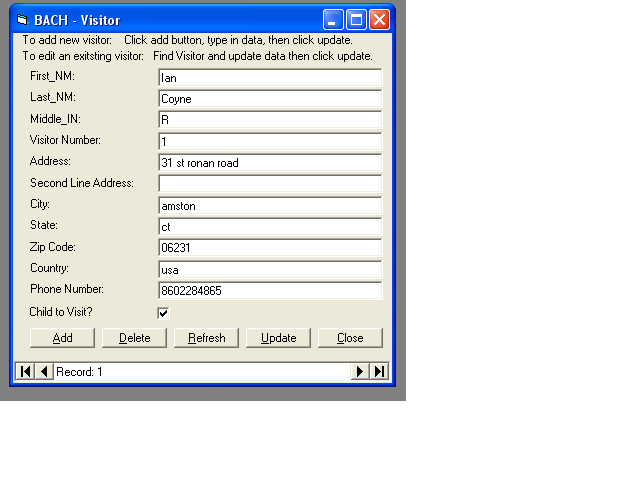 BACH - Visitor
To add new visitor: Click add button, type in data, then click update.
To edit an exitsting visitor: Find Visitor and update data then click update.
First_NM: Ian
Last_NM: Coyne
Middle_IN: R
Visitor Number: 1
Address: 31 st ronan road
Second Line Address:
City: amston
State: ct
Zip Code: 06231
Country: usa
Phone Number: 8602284865
Child to Visit?
Add Delete Refresh Update Close
Record: 1